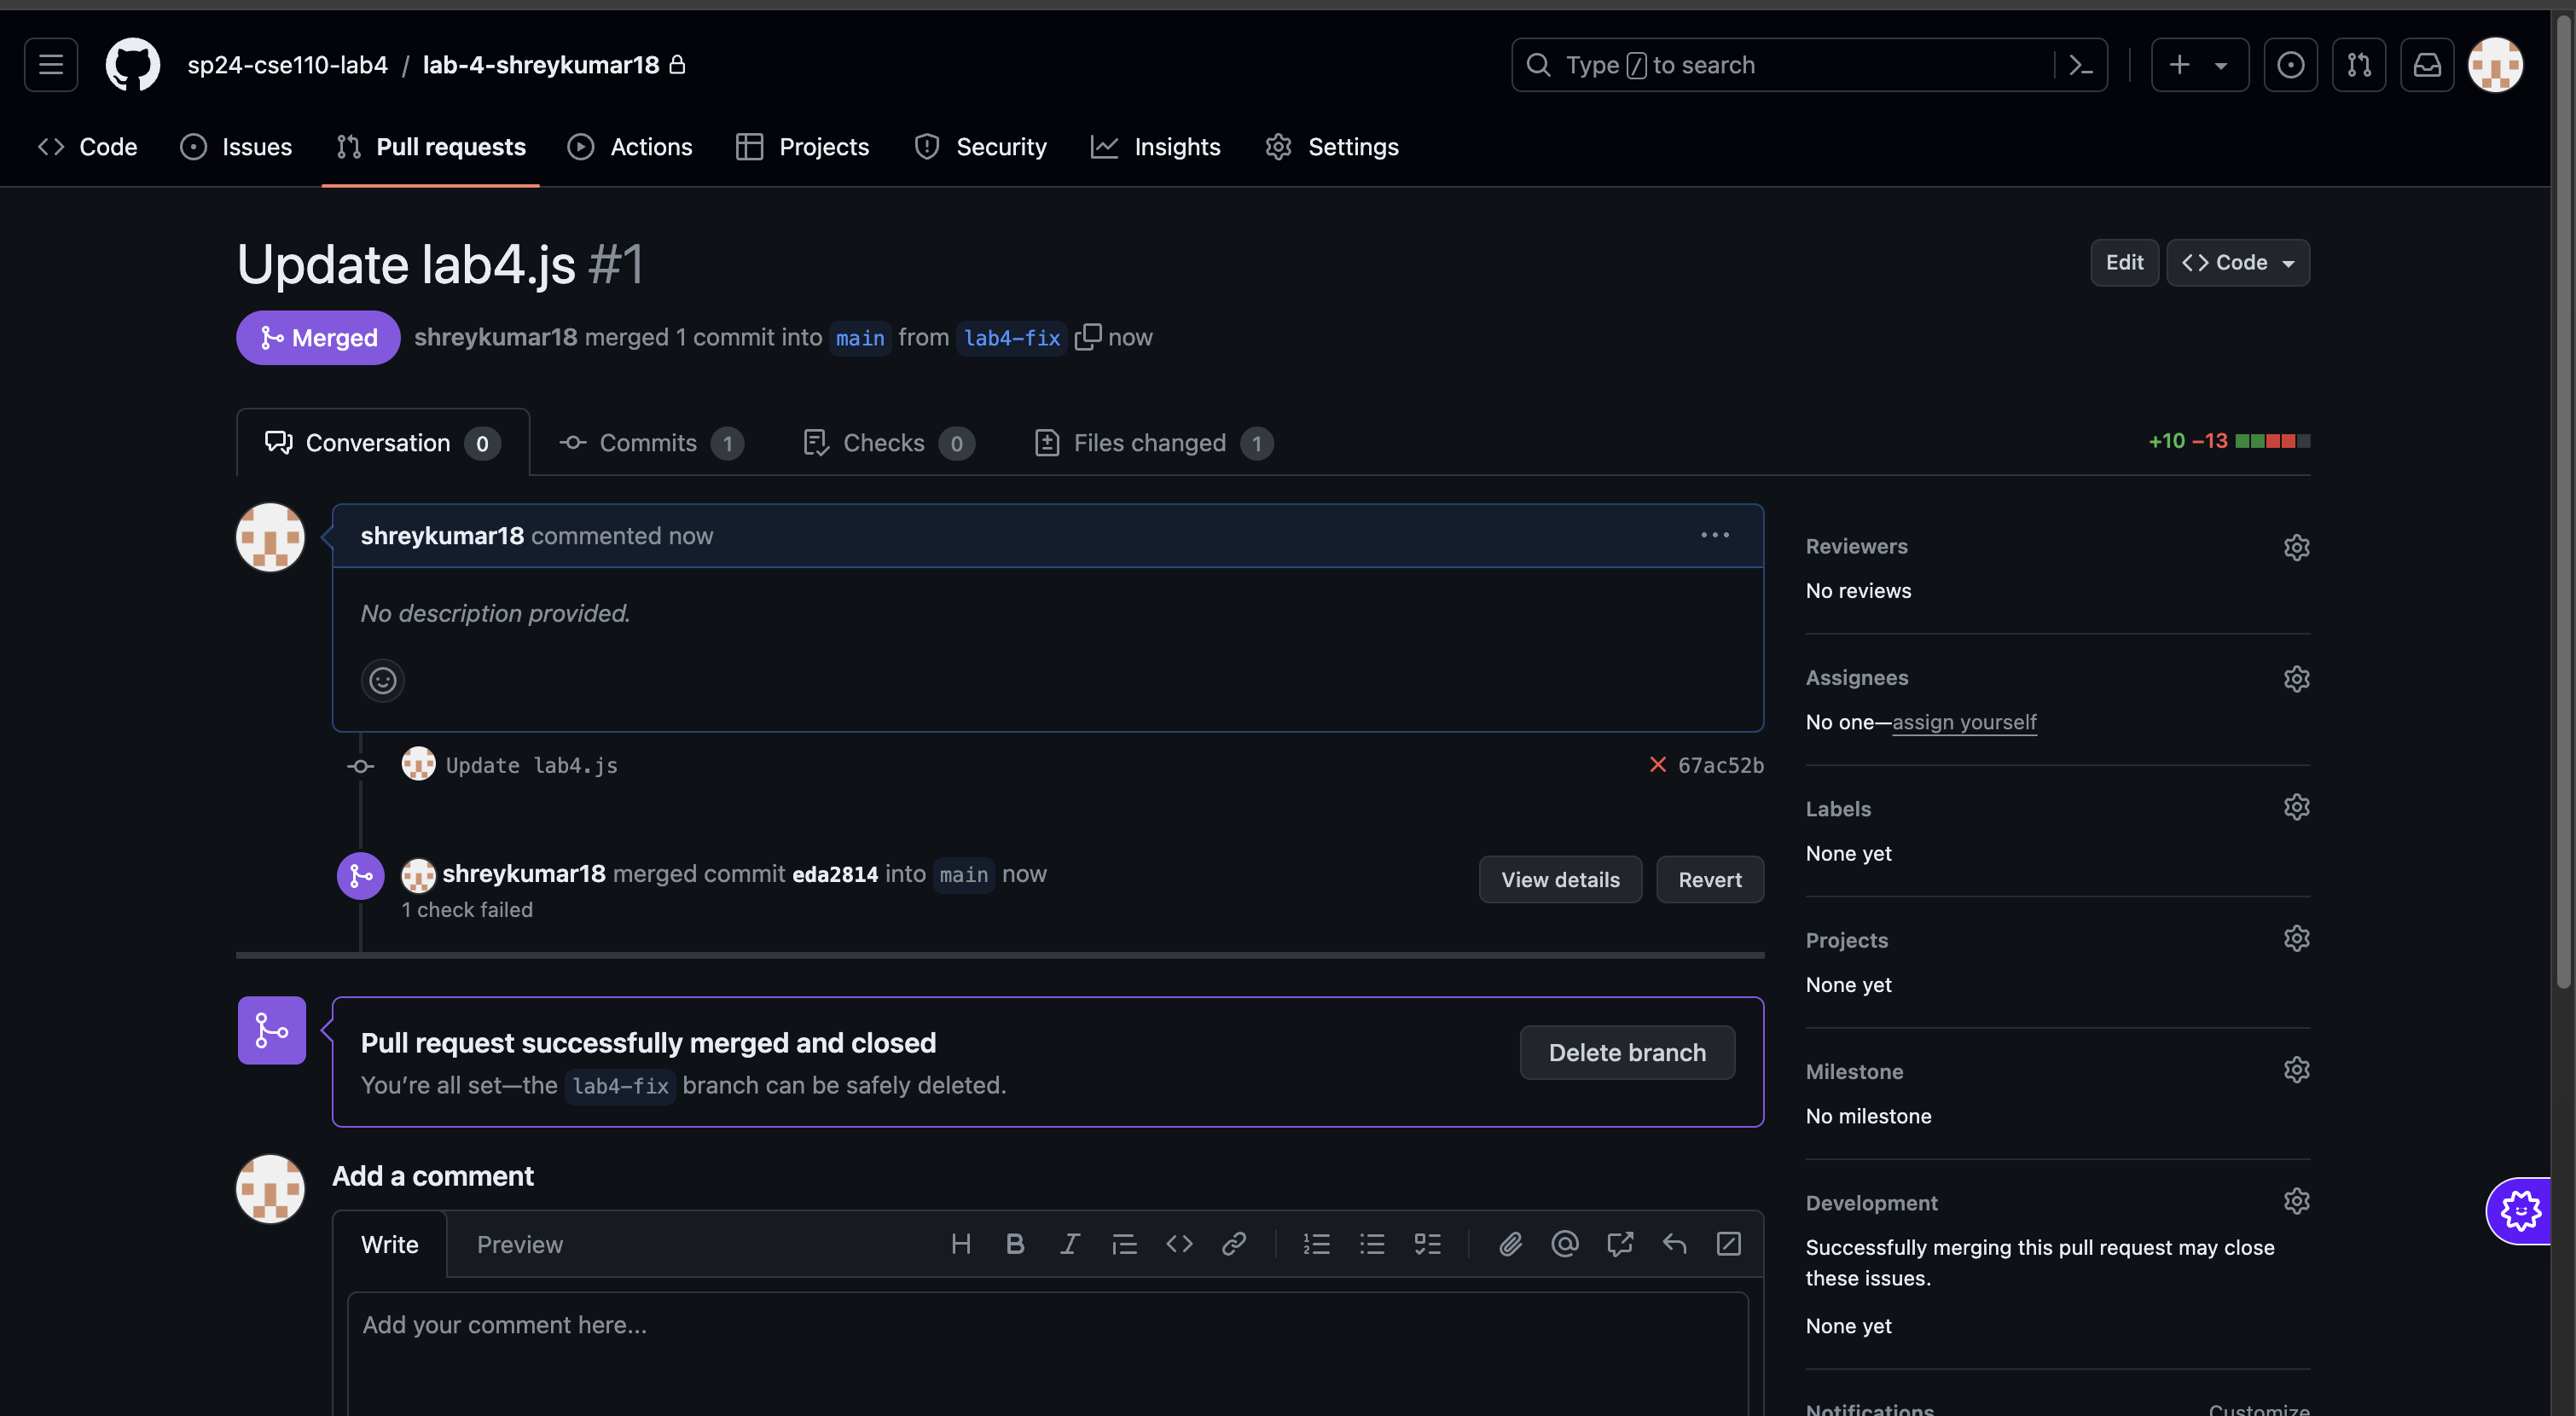 sp24-cse110-lab4 / lab-4-shreykumar18
Type / to search
Code Issues Pull requests Actions Projects Security Insights Settings
Update lab4.js #1
Edit Code
Merged shreykumar18 merged 1 commit into main from lab4-fix now
Conversation 0 Commits 1 Checks 0 Files changed 1 +10 −13
shreykumar18 commented now
No description provided.
Update lab4.js 67ac52b
shreykumar18 merged commit eda2814 into main now
1 check failed
View details Revert
Pull request successfully merged and closed
You’re all set—the lab4-fix branch can be safely deleted.
Delete branch
Add a comment
Write Preview
Add your comment here...
Reviewers
No reviews
Assignees
No one—assign yourself
Labels
None yet
Projects
None yet
Milestone
No milestone
Development
Successfully merging this pull request may close
these issues.
None yet
Notifications Customize